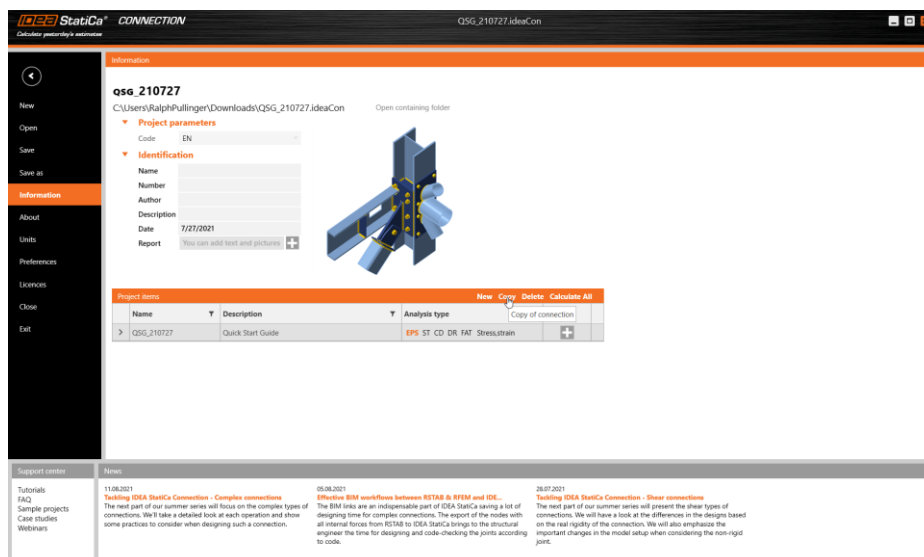 IDEA StatiCa® CONNECTION
QSG_210727.ideaCon
Calculate yesterday's estimates
Information
New
Open
Save
Save as
Information
About
Units
Preferences
Licences
Close
Exit
QSG_210727
C:\Users\RalphPullinger\Downloads\QSG_210727.ideaCon Open containing folder
Project parameters
Code EN
Identification
Name
Number
Author
Description
Date 7/27/2021
Report You can add text and pictures
Project items New Copy Delete Calculate All
Name Description Analysis type Copy of connection
QSG_210727 Quick Start Guide EPS ST CD DR FAT Stress,strain
Support center
Tutorials
FAQ
Sample projects
Case studies
Webinars
News
11.08.2021
Tackling IDEA StatiCa Connection - Complex connections
The next part of our summer series will focus on the complex types of
connections. We'll take a detailed look at each operation and show
some practices to consider when designing such a connection.
05.08.2021
Effective BIM workflows between RSTAB & RFEM and IDE...
The BIM links are an indispensable part of IDEA StatiCa saving a lot of
designing time for complex connections. The export of the nodes with
all internal forces from RSTAB to IDEA StatiCa brings to the structural
engineer the time for designing and code-checking the joints according
to code.
28.07.2021
Tackling IDEA StatiCa Connection - Shear connections
The next part of our summer series will present the shear types of
connections. We will have a look at the differences in the designs based
on the real rigidity of the connection. We will also emphasize the
important changes in the model setup when considering the non-rigid
joint.